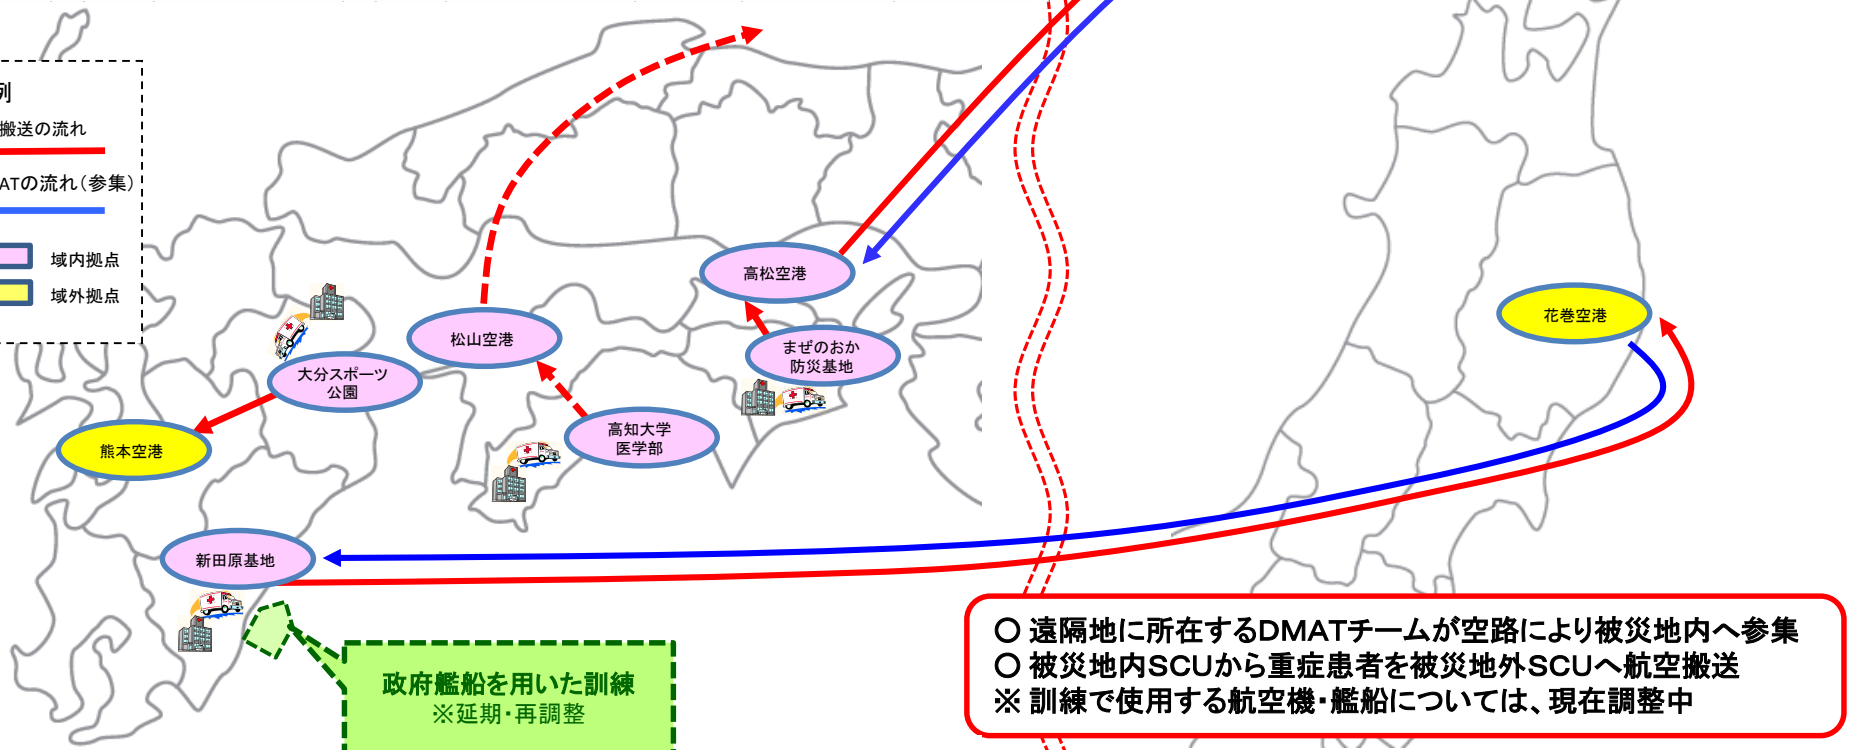 例
搬送の流れ
ATの流れ(参集)
域内拠点
域外拠点
高松空港
松山空港
まぜのおか
防災基地
大分スポーツ
公園
高知大学
医学部
熊本空港
新田原基地
花巻空港
政府艦船を用いた訓練
※延期・再調整
○ 遠隔地に所在するDMATチームが空路により被災地内へ参集
○ 被災地内SCUから重症患者を被災地外SCUへ航空搬送
※ 訓練で使用する航空機・艦船については、現在調整中